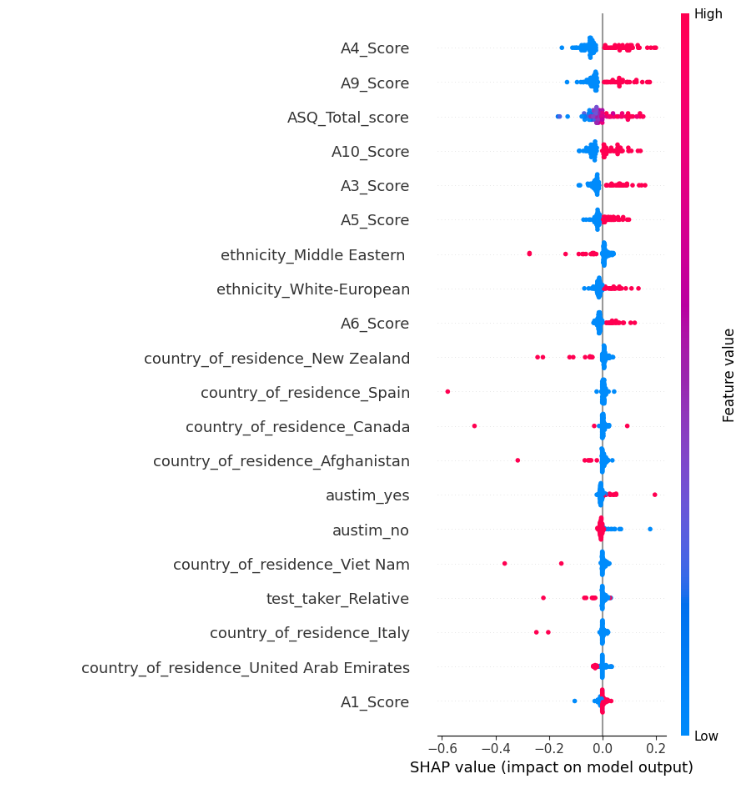 High
A4_Score
A9_Score
ASQ_Total_score
A10_Score
A3_Score
A5_Score
ethnicity_Middle Eastern
ethnicity_White-European
A6_Score
country_of_residence_New Zealand
country_of_residence_Spain
country_of_residence_Canada
country_of_residence_Afghanistan
austim_yes
austim_no
country_of_residence_Viet Nam
test_taker_Relative
country_of_residence_Italy
country_of_residence_United Arab Emirates
A1_Score
Feature value
Low
−0.6 −0.4 −0.2 0.0 0.2
SHAP value (impact on model output)